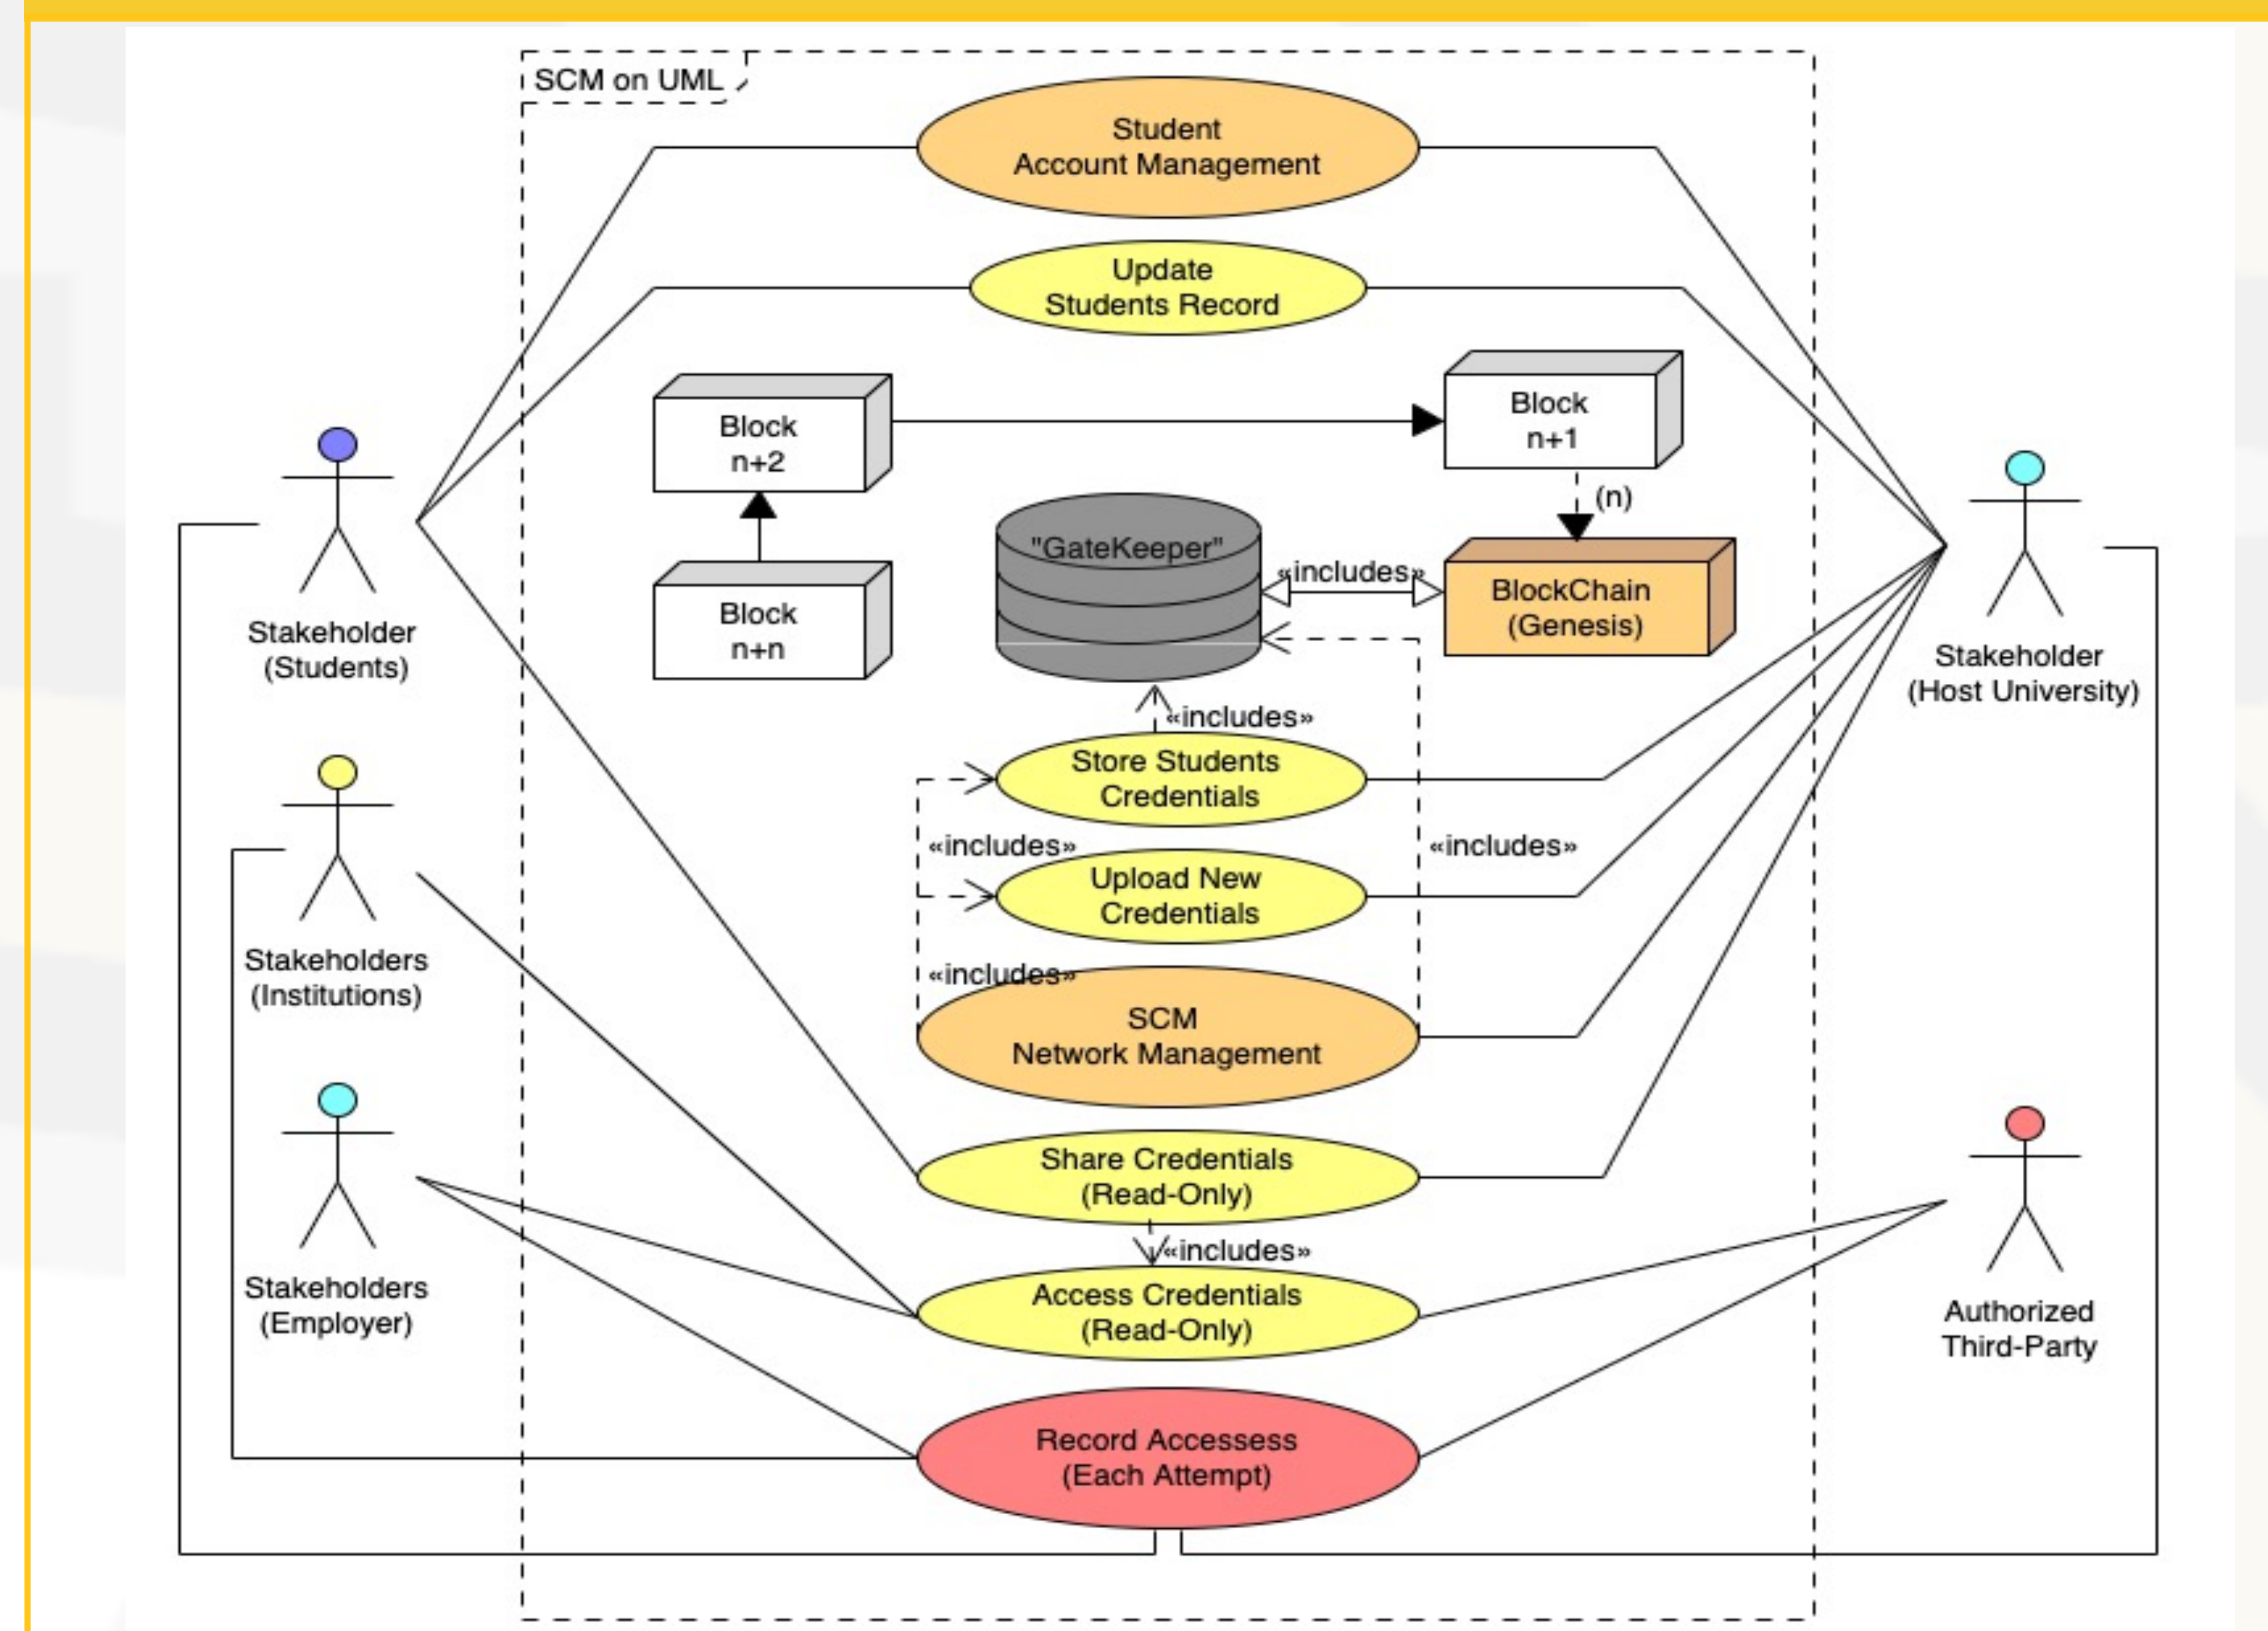 SCM on UML
Student
Account Management
Update
Students Record
Block
n+2
Block
n+1
(n)
"GateKeeper"
«includes»
BlockChain
(Genesis)
Block
n+n
Stakeholder
(Students)
Stakeholder
(Host University)
«includes»
Store Students
Credentials
«includes»
«includes»
Upload New
Credentials
Stakeholders
(Institutions)
«includes»
SCM
Network Management
Share Credentials
(Read-Only)
«includes»
Stakeholders
(Employer)
Access Credentials
(Read-Only)
Authorized
Third-Party
Record Accessess
(Each Attempt)